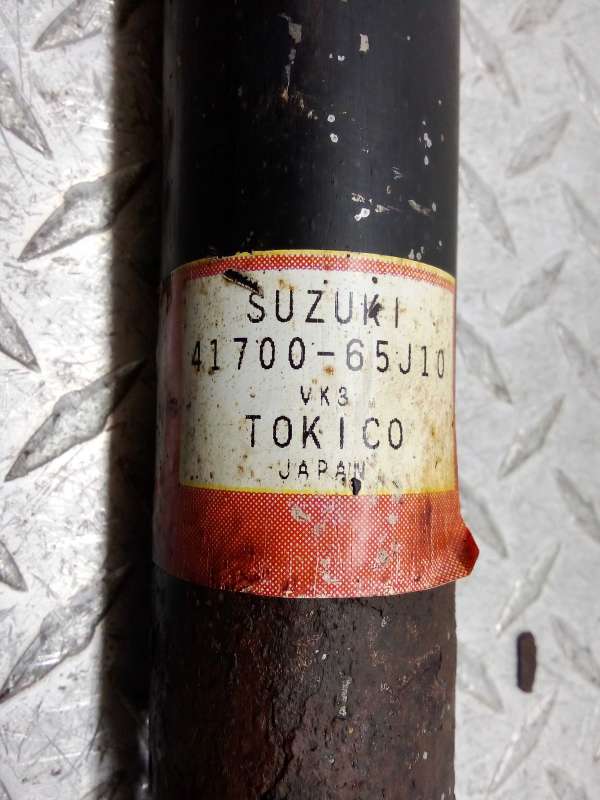 SUZUKI
41700-65J10
VK3
TOKICO
JAPAN